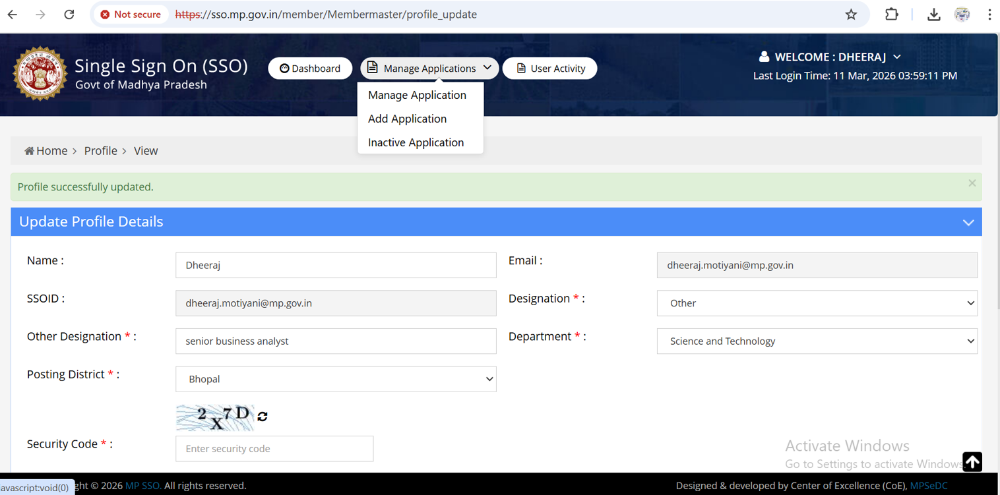 Not secure https://sso.mp.gov.in/member/Membermaster/profile_update
Single Sign On (SSO)
Govt of Madhya Pradesh
Dashboard Manage Applications User Activity
WELCOME : DHEERAJ
Last Login Time: 11 Mar, 2026 03:59:11 PM
Manage Application
Add Application
Inactive Application
Home > Profile > View
Profile successfully updated. ×
Update Profile Details
Name : Dheeraj Email : dheeraj.motiyani@mp.gov.in
SSOID : dheeraj.motiyani@mp.gov.in Designation * : Other
Other Designation * : senior business analyst Department * : Science and Technology
Posting District * : Bhopal
2X7D
Security Code * : Enter security code
Activate Windows
Go to Settings to activate Windows.
avascript:void(0) ght © 2026 MP SSO. All rights reserved. Designed & developed by Center of Excellence (CoE), MPSeDC